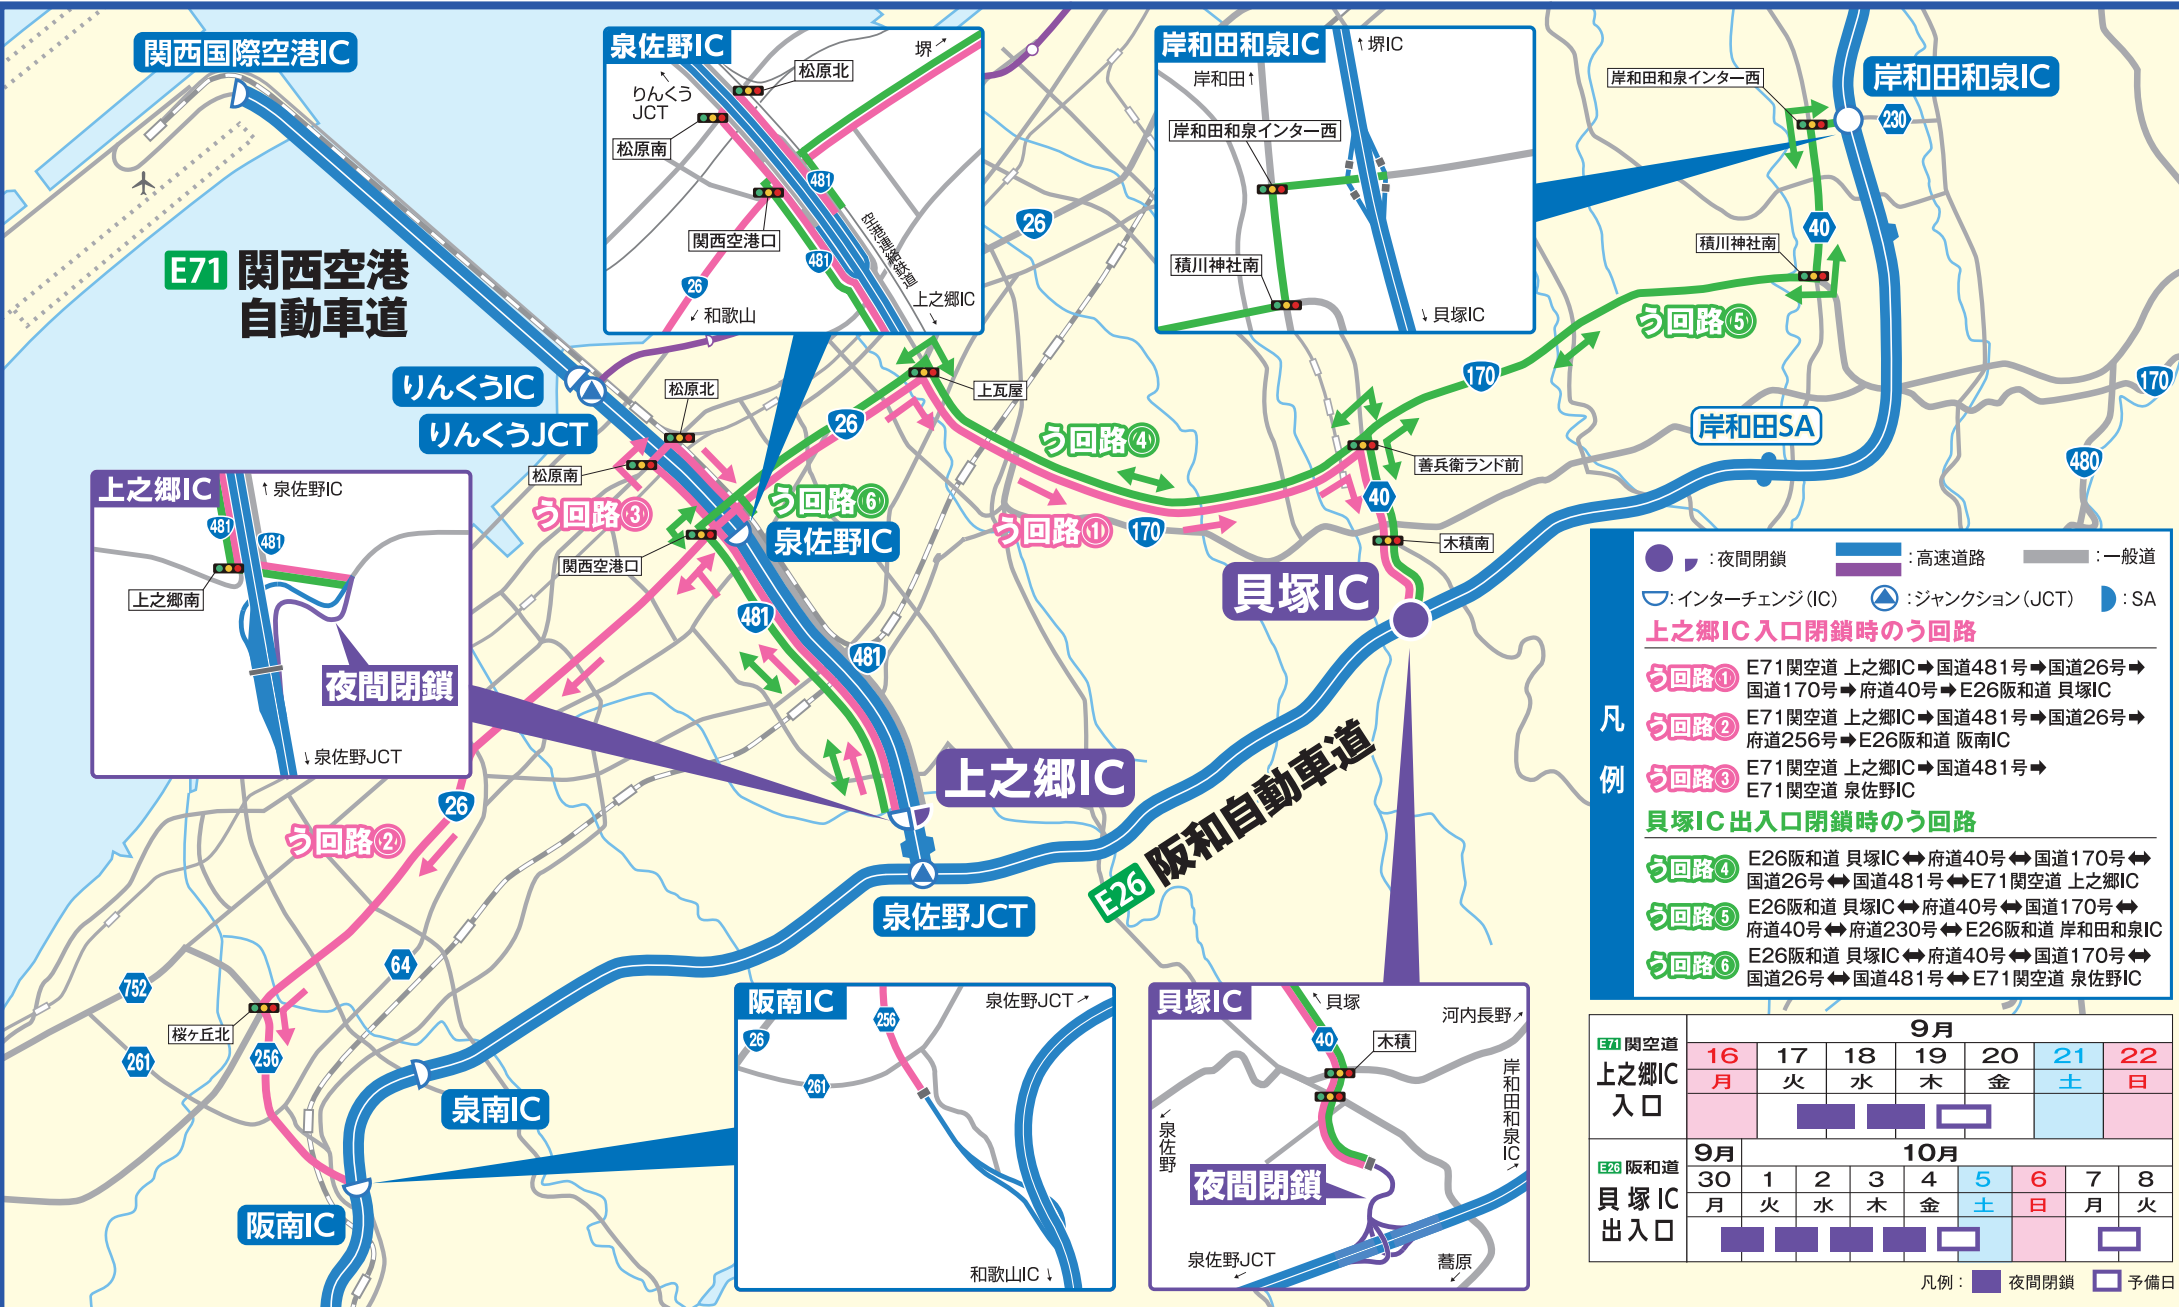 関西国際空港IC
E71 関西空港
自動車道
りんくうIC
りんくうJCT
松原北
松原南
う回路③
関西空港口
う回路⑥
泉佐野IC
26
481
481
上瓦屋
26
う回路④
う回路①
170
善兵衛ランド前
40
木積南
貝塚IC
170
う回路⑤
積川神社南
40
岸和田和泉インター西
岸和田和泉IC
230
岸和田SA
170
480
上之郷IC
泉佐野JCT
E26 阪和自動車道
26
う回路②
64
752
261
桜ヶ丘北
256
泉南IC
阪南IC
泉佐野IC
堺
りんくう
JCT
松原北
松原南
481
関西空港口
481
26
和歌山
空港連絡鉄道
上之郷IC
岸和田和泉IC
堺IC
岸和田
岸和田和泉インター西
積川神社南
貝塚IC
上之郷IC
泉佐野IC
481
481
上之郷南
夜間閉鎖
泉佐野JCT
阪南IC
256
泉佐野JCT
26
261
和歌山IC
貝塚IC
貝塚
河内長野
40
木積
岸和田和泉IC
泉佐野
夜間閉鎖
泉佐野JCT
蕎原
凡例
:夜間閉鎖 :高速道路 :一般道
:インターチェンジ(IC) :ジャンクション(JCT) :SA
上之郷IC入口閉鎖時のう回路
う回路① E71関空道 上之郷IC➡国道481号➡国道26号➡
国道170号➡府道40号➡E26阪和道 貝塚IC
う回路② E71関空道 上之郷IC➡国道481号➡国道26号➡
府道256号➡E26阪和道 阪南IC
う回路③ E71関空道 上之郷IC➡国道481号➡
E71関空道 泉佐野IC
貝塚IC出入口閉鎖時のう回路
う回路④ E26阪和道 貝塚IC⬌府道40号⬌国道170号⬌
国道26号⬌国道481号⬌E71関空道 上之郷IC
う回路⑤ E26阪和道 貝塚IC⬌府道40号⬌国道170号⬌
府道40号⬌府道230号⬌E26阪和道 岸和田和泉IC
う回路⑥ E26阪和道 貝塚IC⬌府道40号⬌国道170号⬌
国道26号⬌国道481号⬌E71関空道 泉佐野IC
E71 関空道
上之郷IC
入口
9月
16 17 18 19 20 21 22
月 火 水 木 金 土 日
E26 阪和道
貝塚IC
出入口
9月 10月
30 1 2 3 4 5 6 7 8
月 火 水 木 金 土 日 月 火
凡例: 夜間閉鎖 予備日